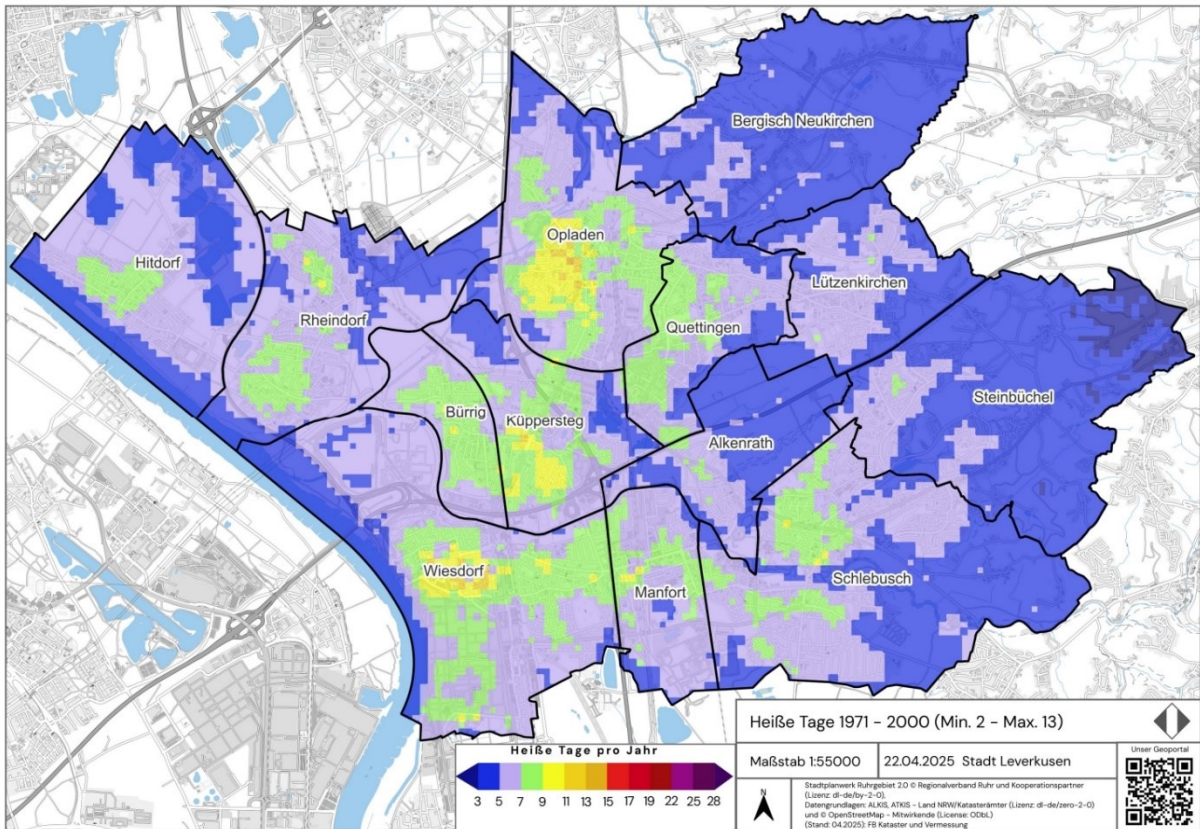 Bergisch Neukirchen
Opladen
Hitdorf
Lützenkirchen
Rheindorf
Quettingen
Steinbüchel
Bürrig
Küppersteg
Alkenrath
Wiesdorf
Schlebusch
Manfort
Heiße Tage 1971 - 2000 (Min. 2 - Max. 13)
Maßstab 1:55000
22.04.2025 Stadt Leverkusen
Unser Geoportal
Heiße Tage pro Jahr
3 5 7 9 11 13 15 17 19 22 25 28
N
Stadtplanwerk Ruhrgebiet 2.0 © Regionalverband Ruhr und Kooperationspartner
(Lizenz: dl-de/by-2-0),
Datengrundlagen: ALKIS, ATKIS - Land NRW/Katasterämter (Lizenz: dl-de/zero-2-0)
und © OpenStreetMap - Mitwirkende (License: ODbL)
(Stand: 04.2025); FB Kataster und Vermessung